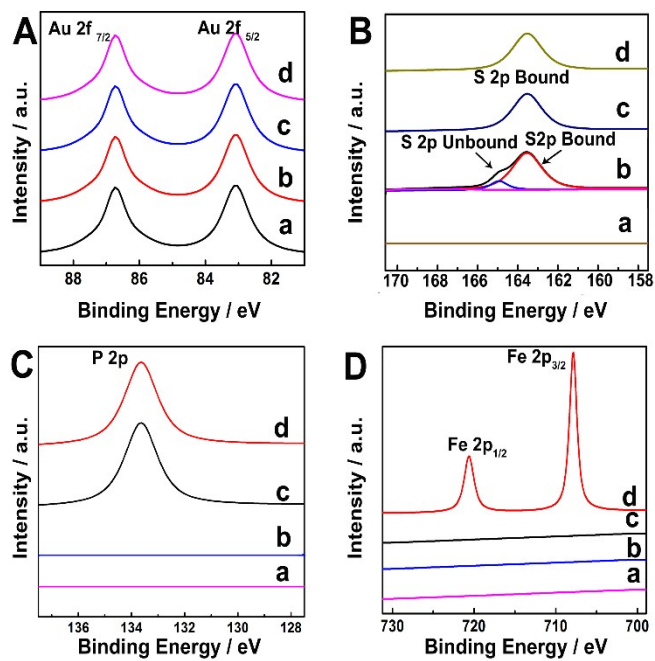 A
Au 2f 7/2
Au 2f 5/2
d
c
b
a
Intensity / a.u.
88 86 84 82
Binding Energy / eV
B
d
S 2p Bound
c
S 2p Unbound
S2p Bound
b
a
Intensity / a.u.
170 168 166 164 162 160 158
Binding Energy / eV
C
P 2p
d
c
b
a
Intensity / a.u.
136 134 132 130 128
Binding Energy / eV
D
Fe 2p3/2
Fe 2p1/2
d
c
b
a
Intensity / a.u.
730 720 710 700
Binding Energy / eV